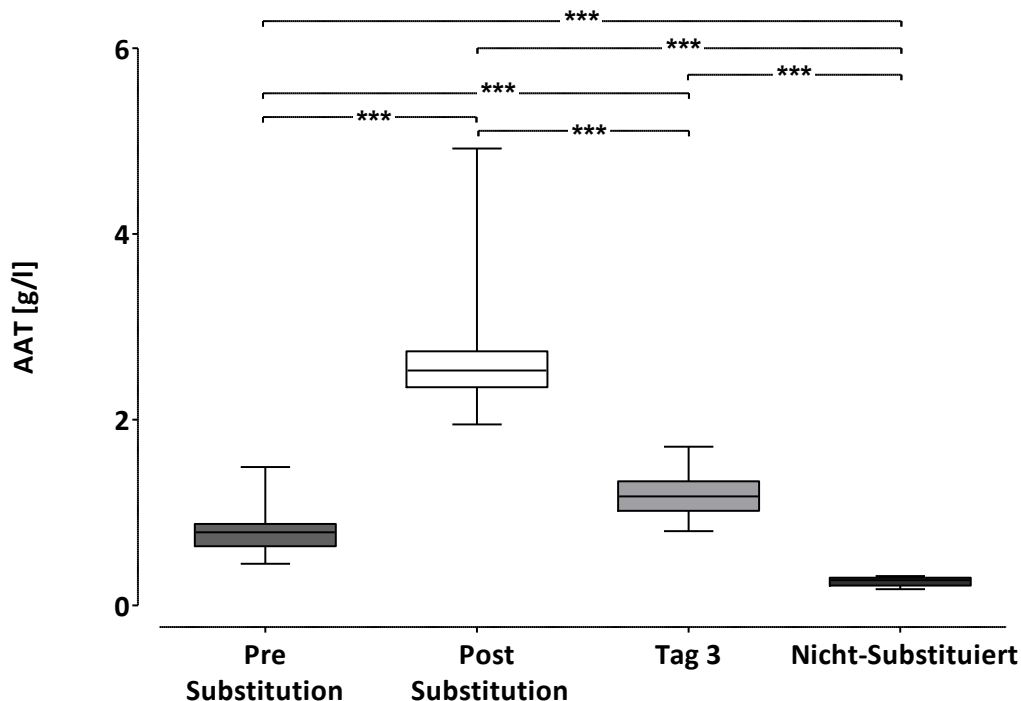 ***
***
***
***
***
***
6
4
2
0
AAT [g/l]
Pre
Substitution
Post
Substitution
Tag 3
Nicht-Substituiert